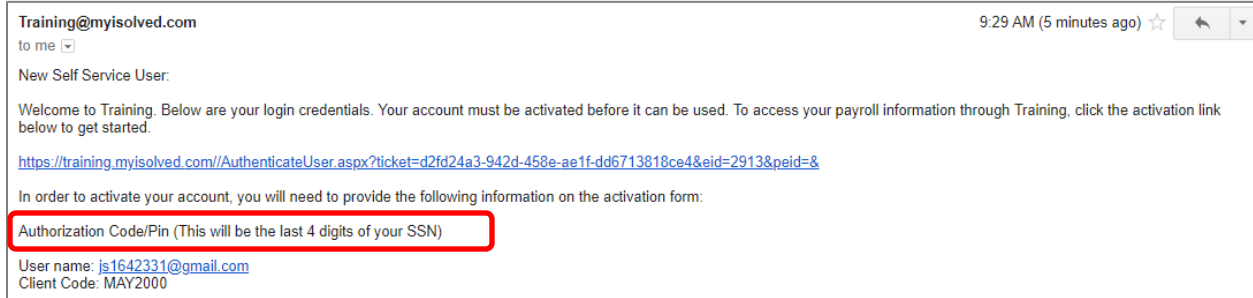 Training@myisolved.com
9:29 AM (5 minutes ago)
to me
New Self Service User:
Welcome to Training. Below are your login credentials. Your account must be activated before it can be used. To access your payroll information through Training, click the activation link
below to get started.
https://training.myisolved.com//AuthenticateUser.aspx?ticket=d2fd24a3-942d-458e-ae1f-dd6713818ce4&eid=2913&peid=&
In order to activate your account, you will need to provide the following information on the activation form:
Authorization Code/Pin (This will be the last 4 digits of your SSN)
User name: js1642331@gmail.com
Client Code: MAY2000